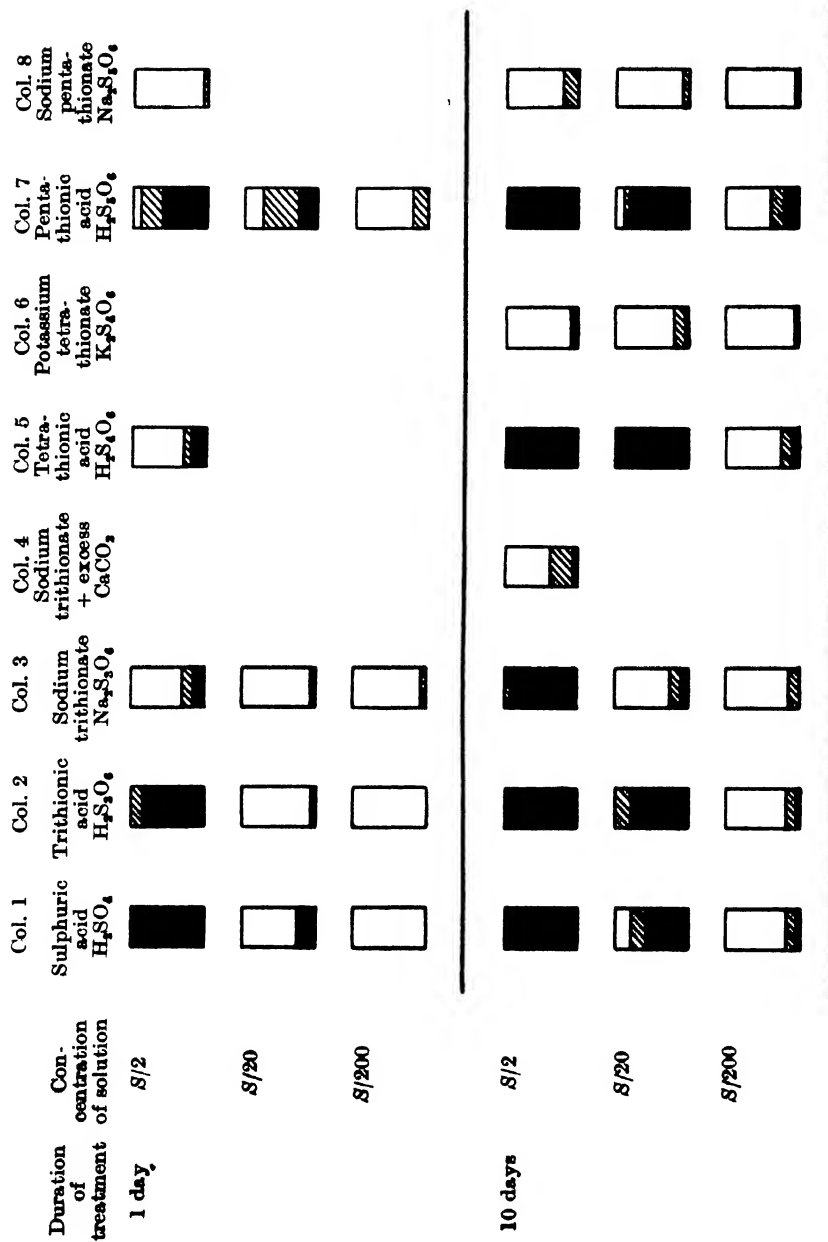 Duration
of
treatment
Con-
centration
of solution
Col. 1
Sulphuric
acid
H₂SO₄
Col. 2
Trithionic
acid
H₂S₃O₆
Col. 3
Sodium
trithionate
Na₂S₃O₆
Col. 4
Sodium
trithionate
+ excess
CaCO₃
Col. 5
Tetra-
thionic
acid
H₂S₄O₆
Col. 6
Potassium
tetra-
thionate
K₂S₄O₆
Col. 7
Penta-
thionic
acid
H₂S₅O₆
Col. 8
Sodium
penta-
thionate
Na₂S₅O₆
1 day
S/2
S/20
S/200
10 days
S/2
S/20
S/200